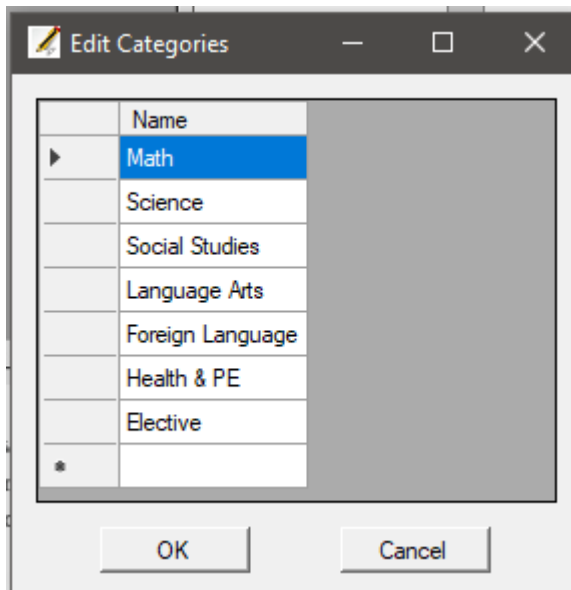 Edit Categories
Name
Math
Science
Social Studies
Language Arts
Foreign Language
Health & PE
Elective
OK
Cancel